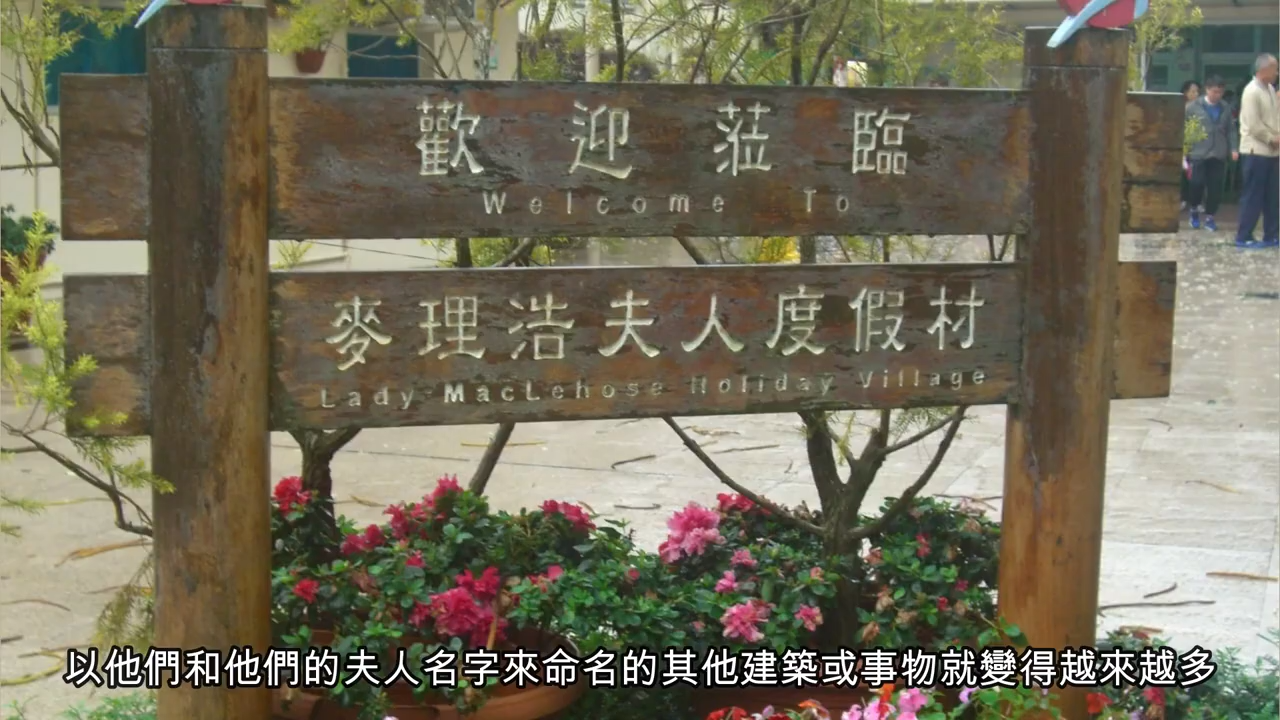 歡迎蒞臨
Welcome To
麥理浩夫人度假村
Lady MacLehose Holiday Village
以他們和他們的夫人名字來命名的其他建築或事物就變得越來越多